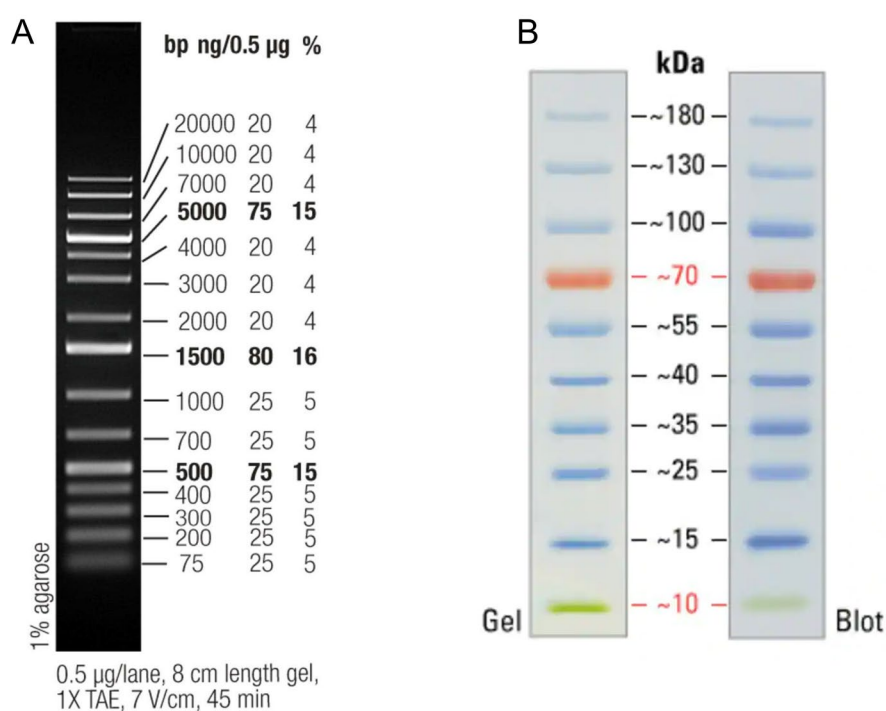 A
bp ng/0.5 µg %
20000 20 4
10000 20 4
7000 20 4
5000 75 15
4000 20 4
3000 20 4
2000 20 4
1500 80 16
1000 25 5
700 25 5
500 75 15
400 25 5
300 25 5
200 25 5
75 25 5
1% agarose
0.5 µg/lane, 8 cm length gel,
1X TAE, 7 V/cm, 45 min
B
kDa
~180
~130
~100
~70
~55
~40
~35
~25
~15
~10
Gel
Blot